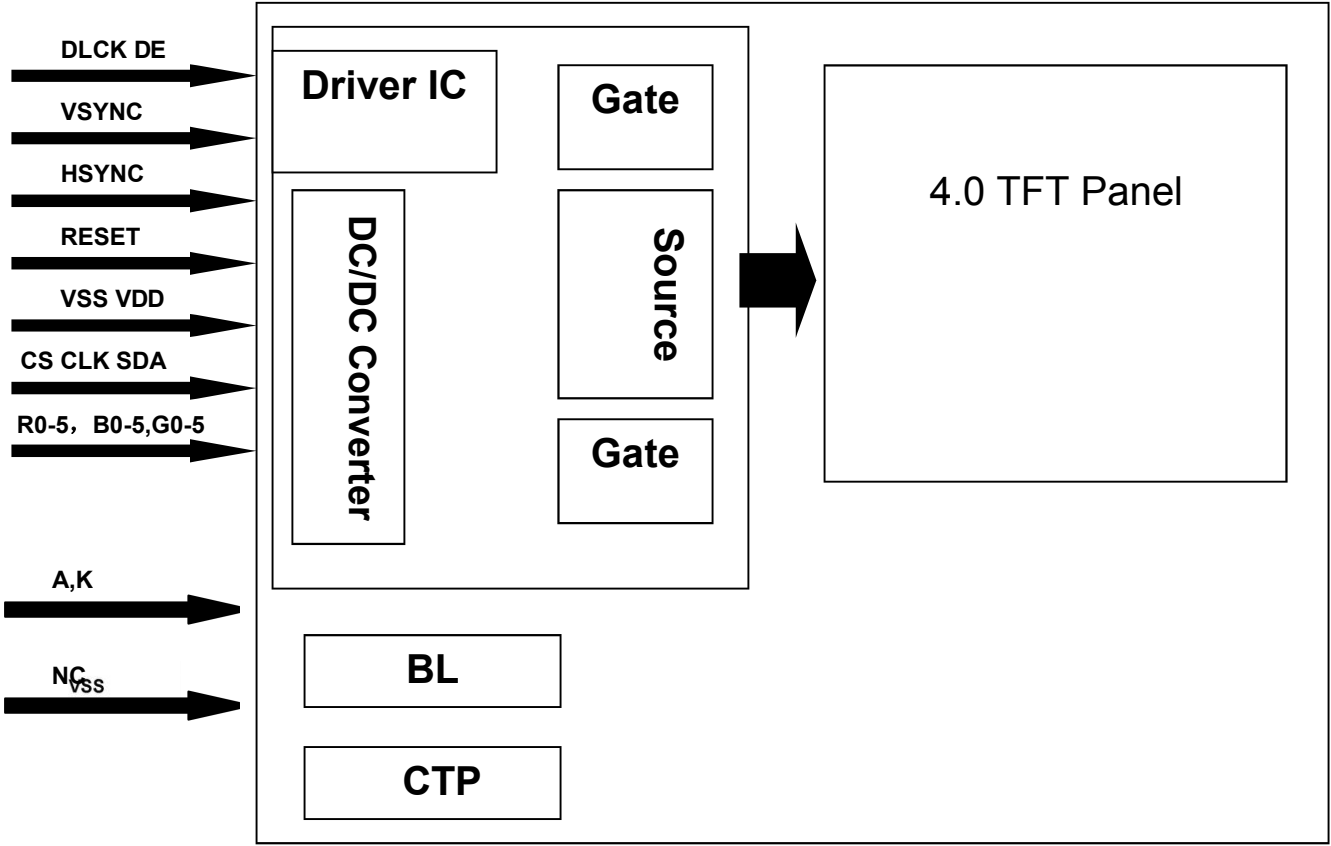 DLCK DE
VSYNC
HSYNC
RESET
VSS VDD
CS CLK SDA
R0-5，B0-5,G0-5
A,K
NC
VSS
Driver IC
DC/DC Converter
Gate
Source
Gate
4.0 TFT Panel
BL
CTP